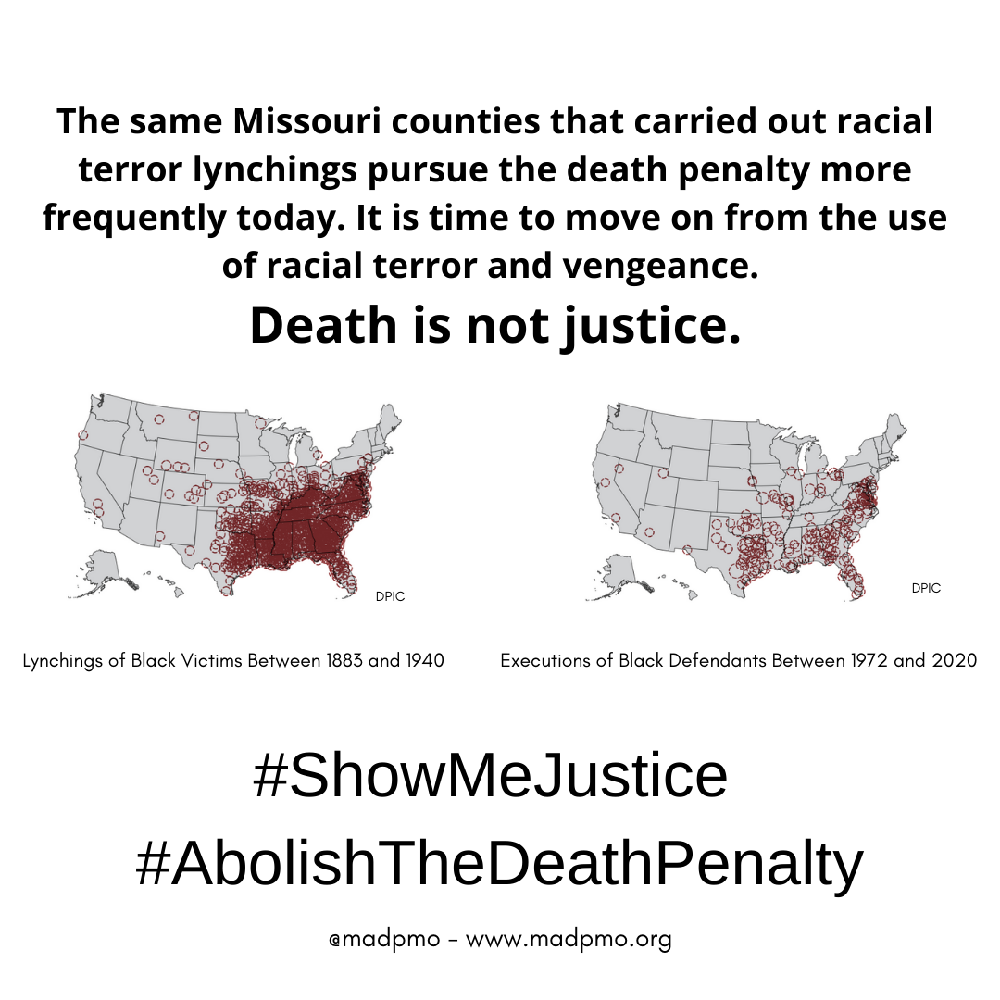 The same Missouri counties that carried out racial
terror lynchings pursue the death penalty more
frequently today. It is time to move on from the use
of racial terror and vengeance.
Death is not justice.
DPIC
DPIC
Lynchings of Black Victims Between 1883 and 1940
Executions of Black Defendants Between 1972 and 2020
#ShowMeJustice
#AbolishTheDeathPenalty
@madpmo - www.madpmo.org